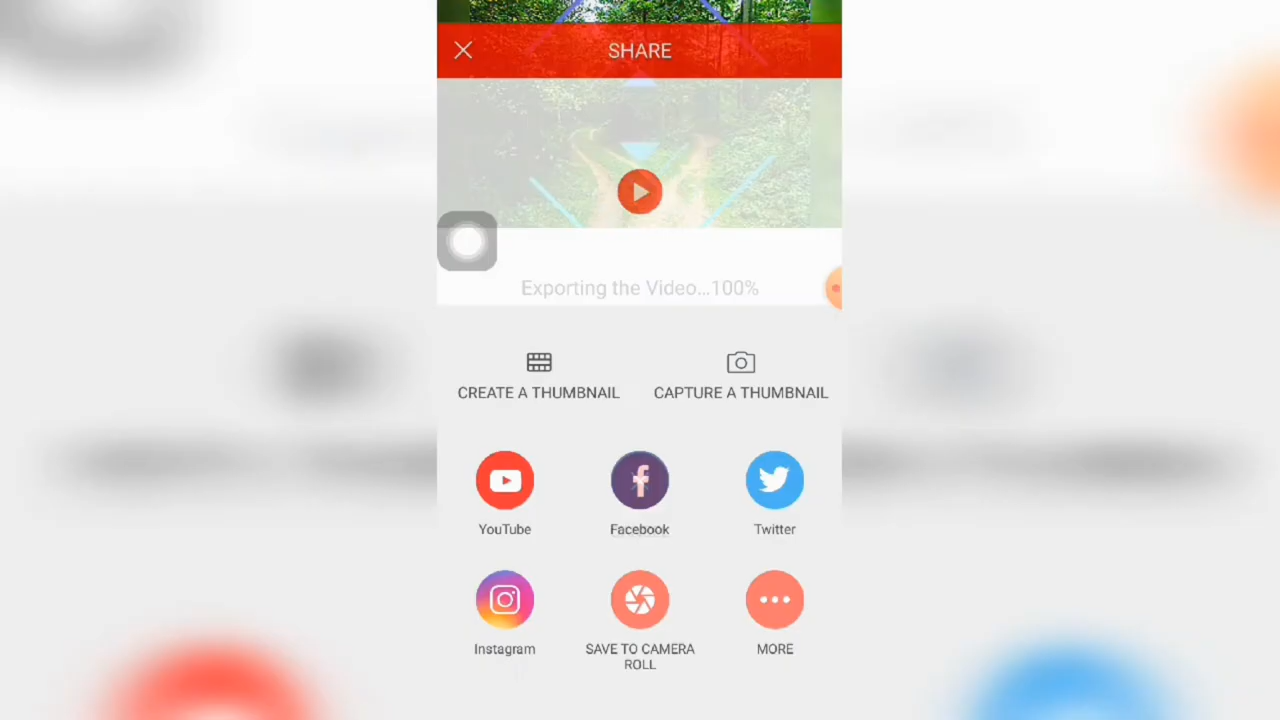 SHARE
Exporting the Video...100%
CREATE A THUMBNAIL
CAPTURE A THUMBNAIL
YouTube
Facebook
Twitter
Instagram
SAVE TO CAMERA
ROLL
MORE